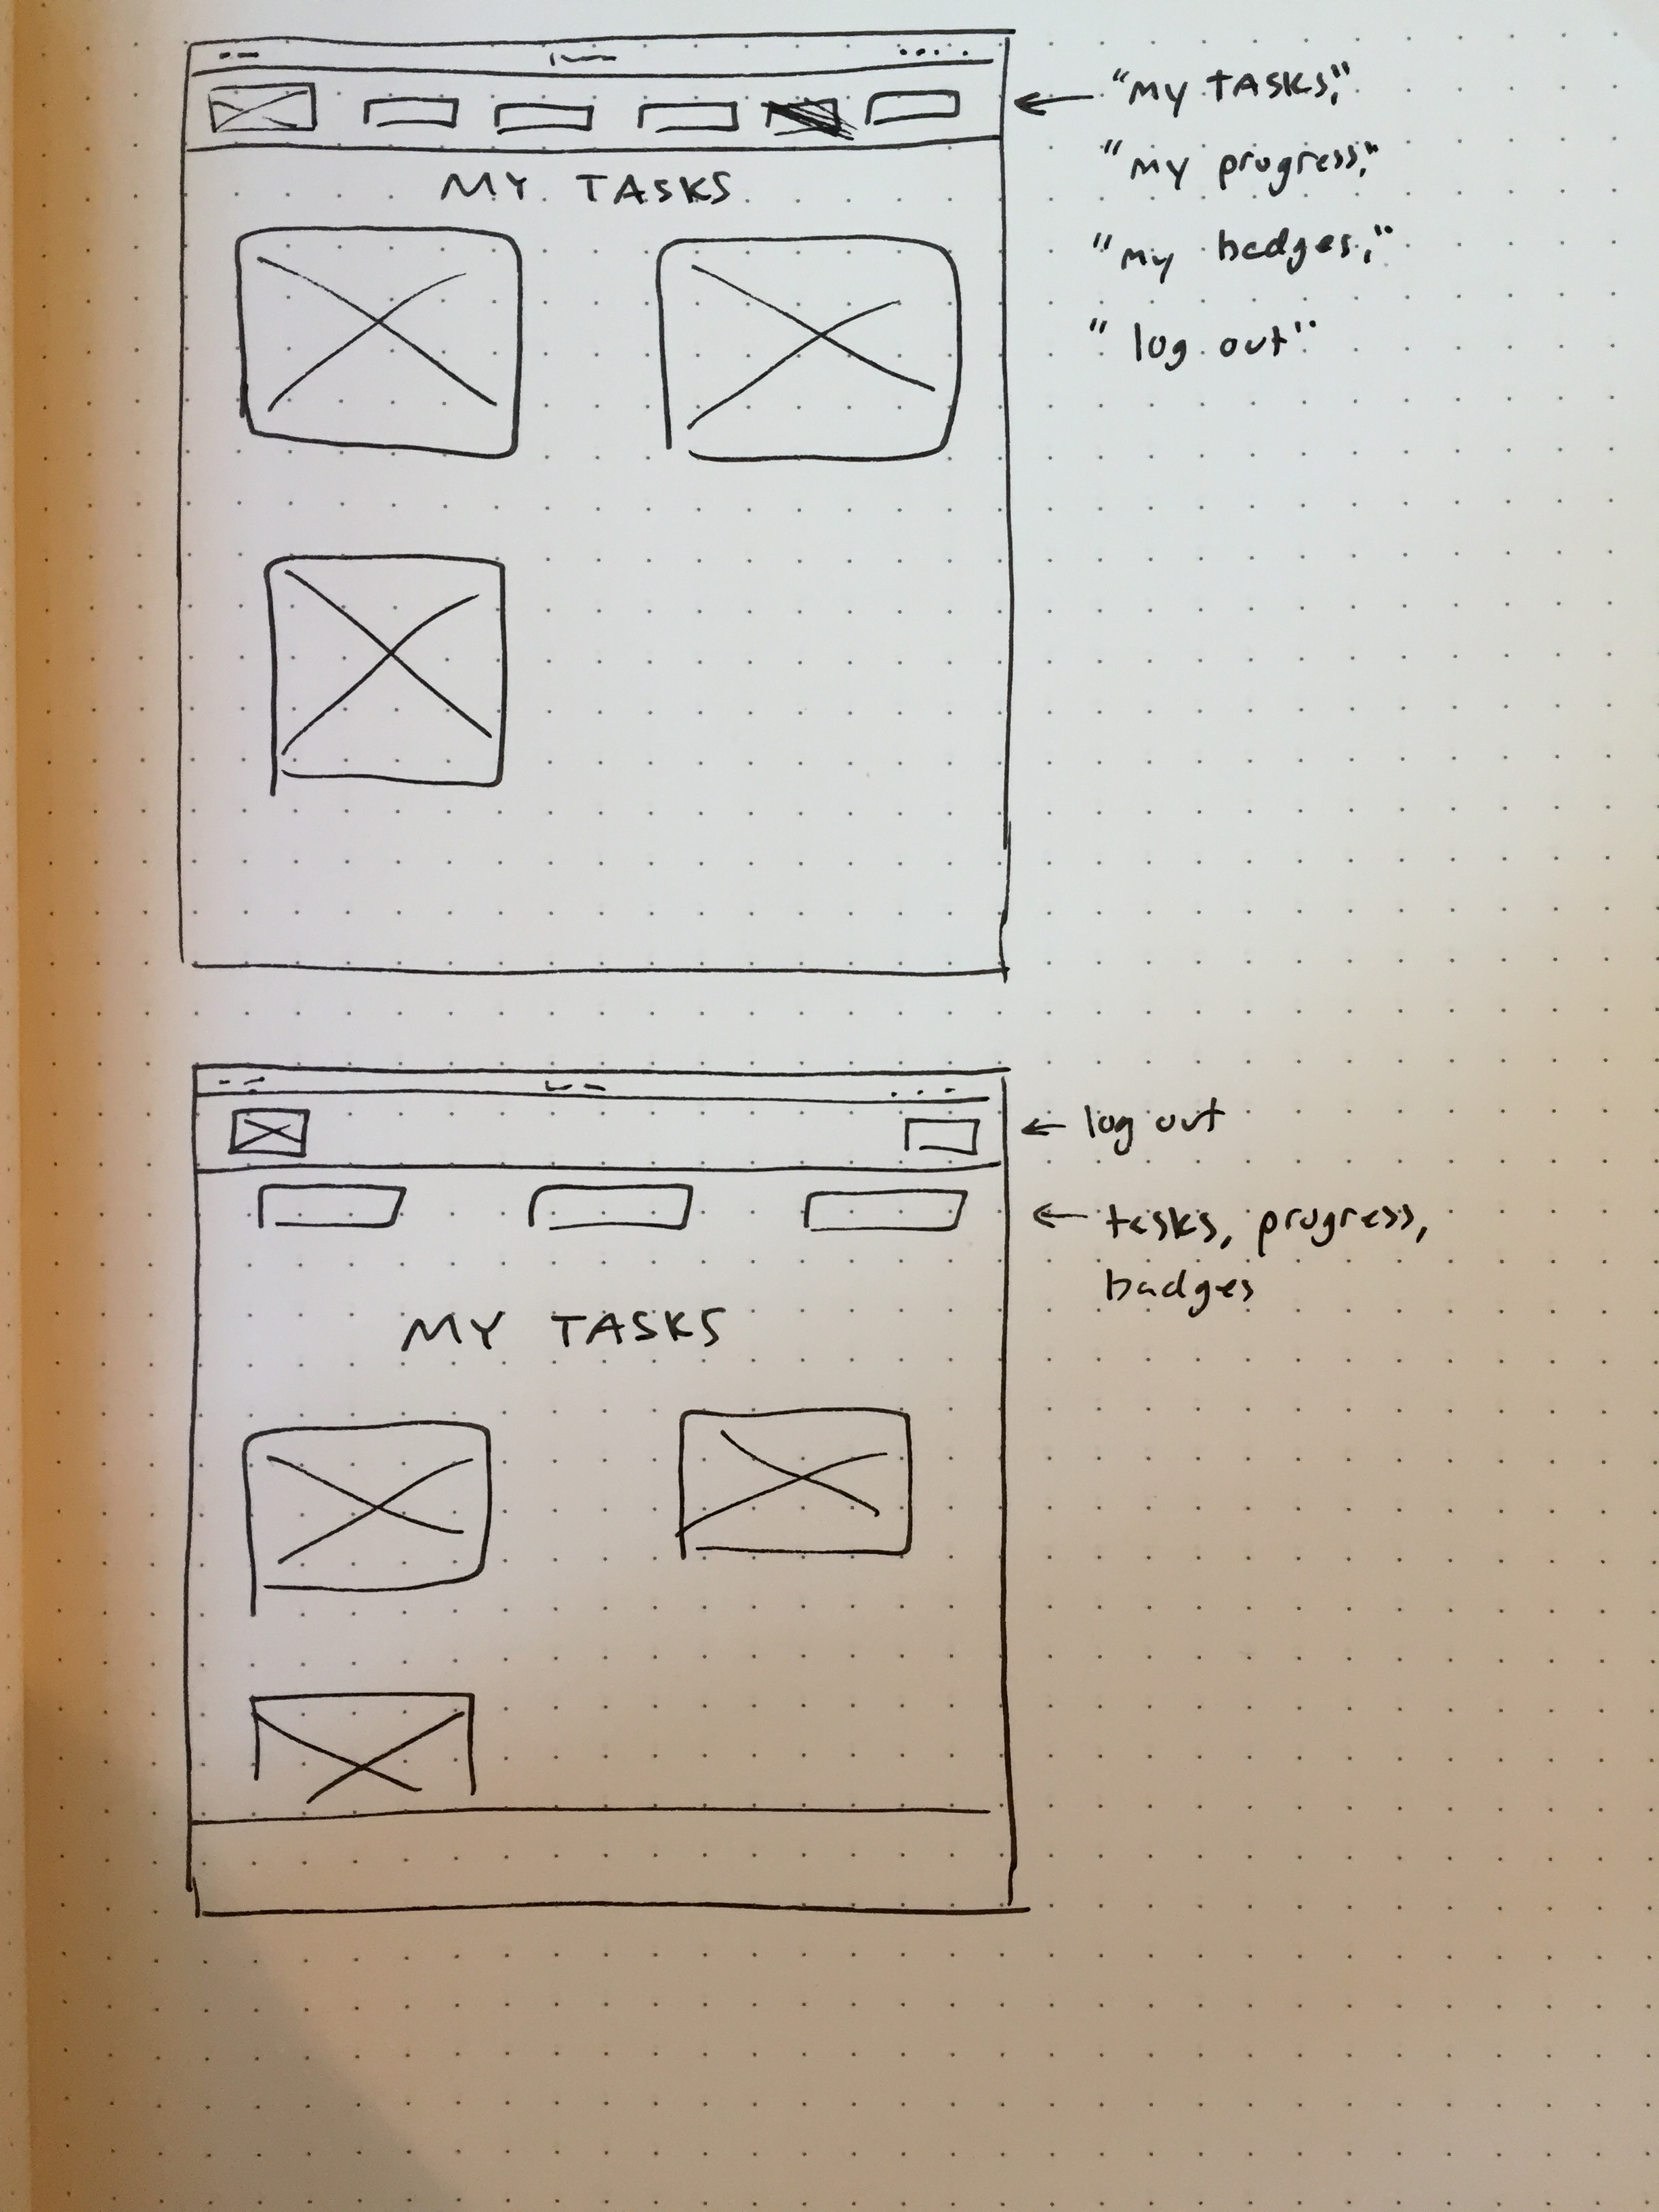 "My TASKS,"
"my progress,"
"my badges,"
"log out"
MY TASKS
log out
tasks, progress,
badges
MY TASKS